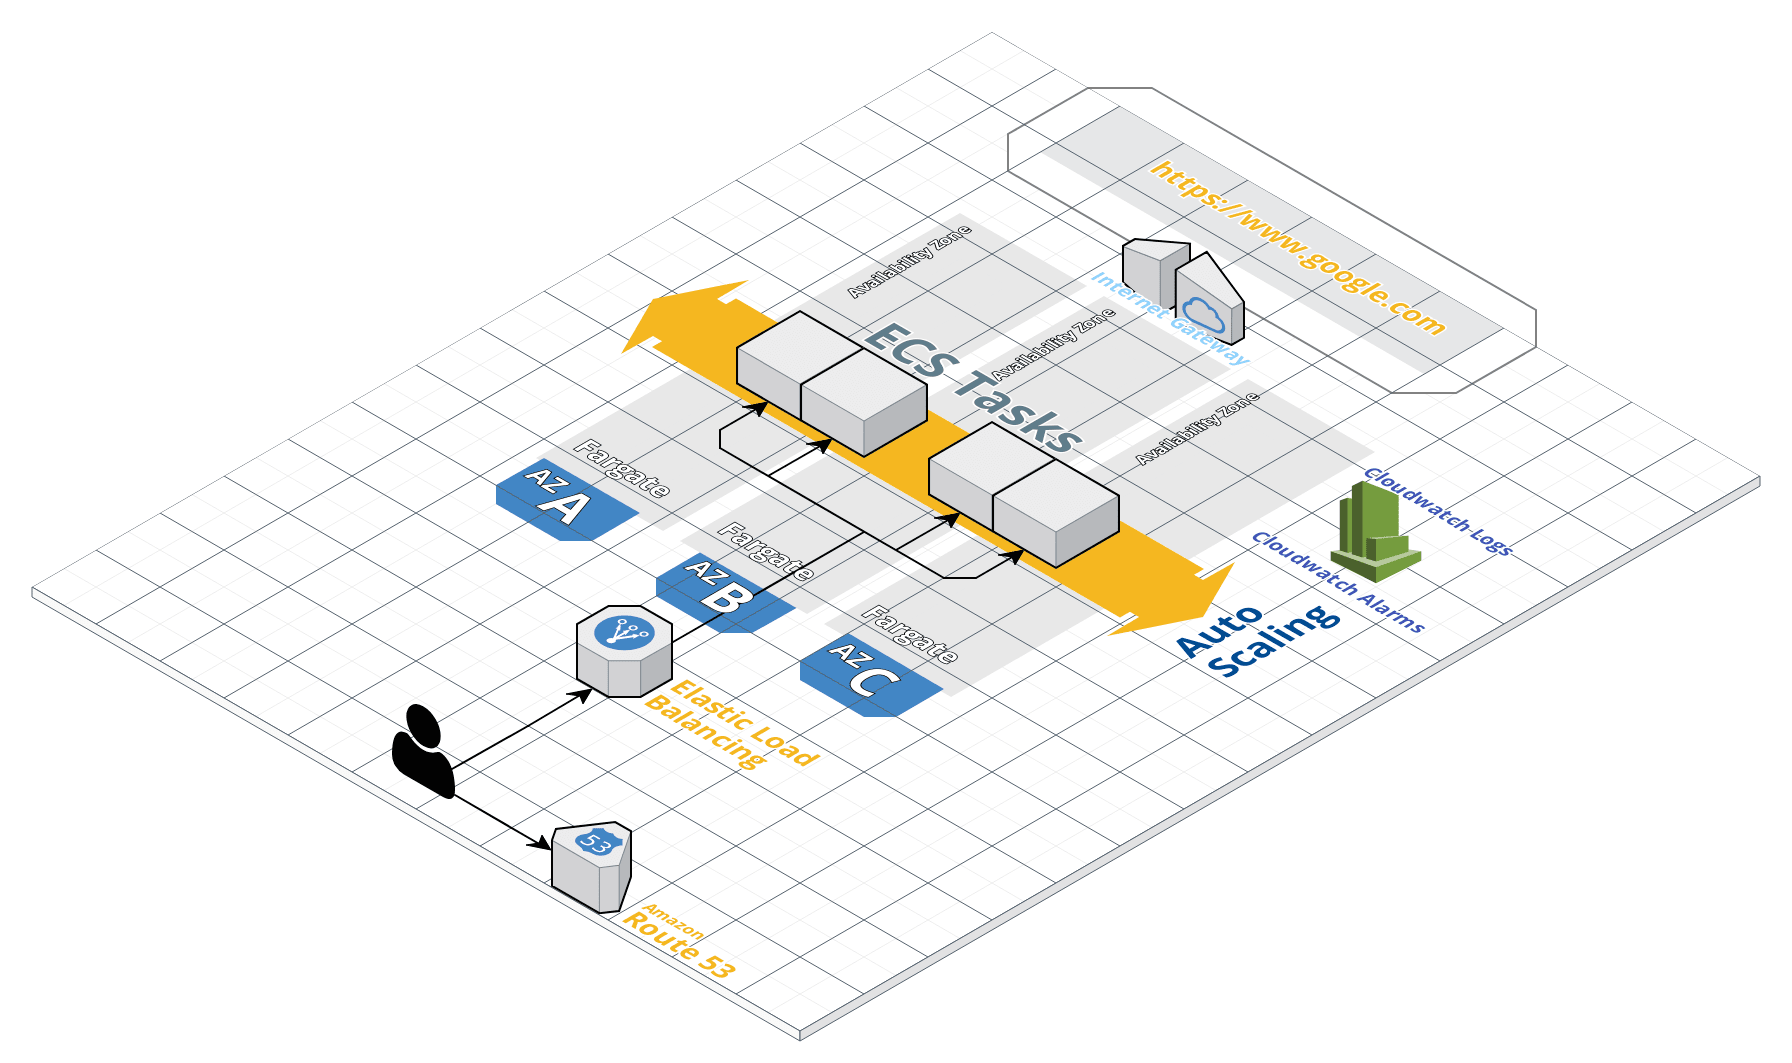 https://www.google.com
Availability Zone
Internet Gateway
Availability Zone
ECS Tasks
Availability Zone
Fargate
AZ A
Cloudwatch Logs
Cloudwatch Alarms
Fargate
AZ B
Fargate
AZ C
Auto
Scaling
Elastic Load
Balancing
53
Amazon
Route 53